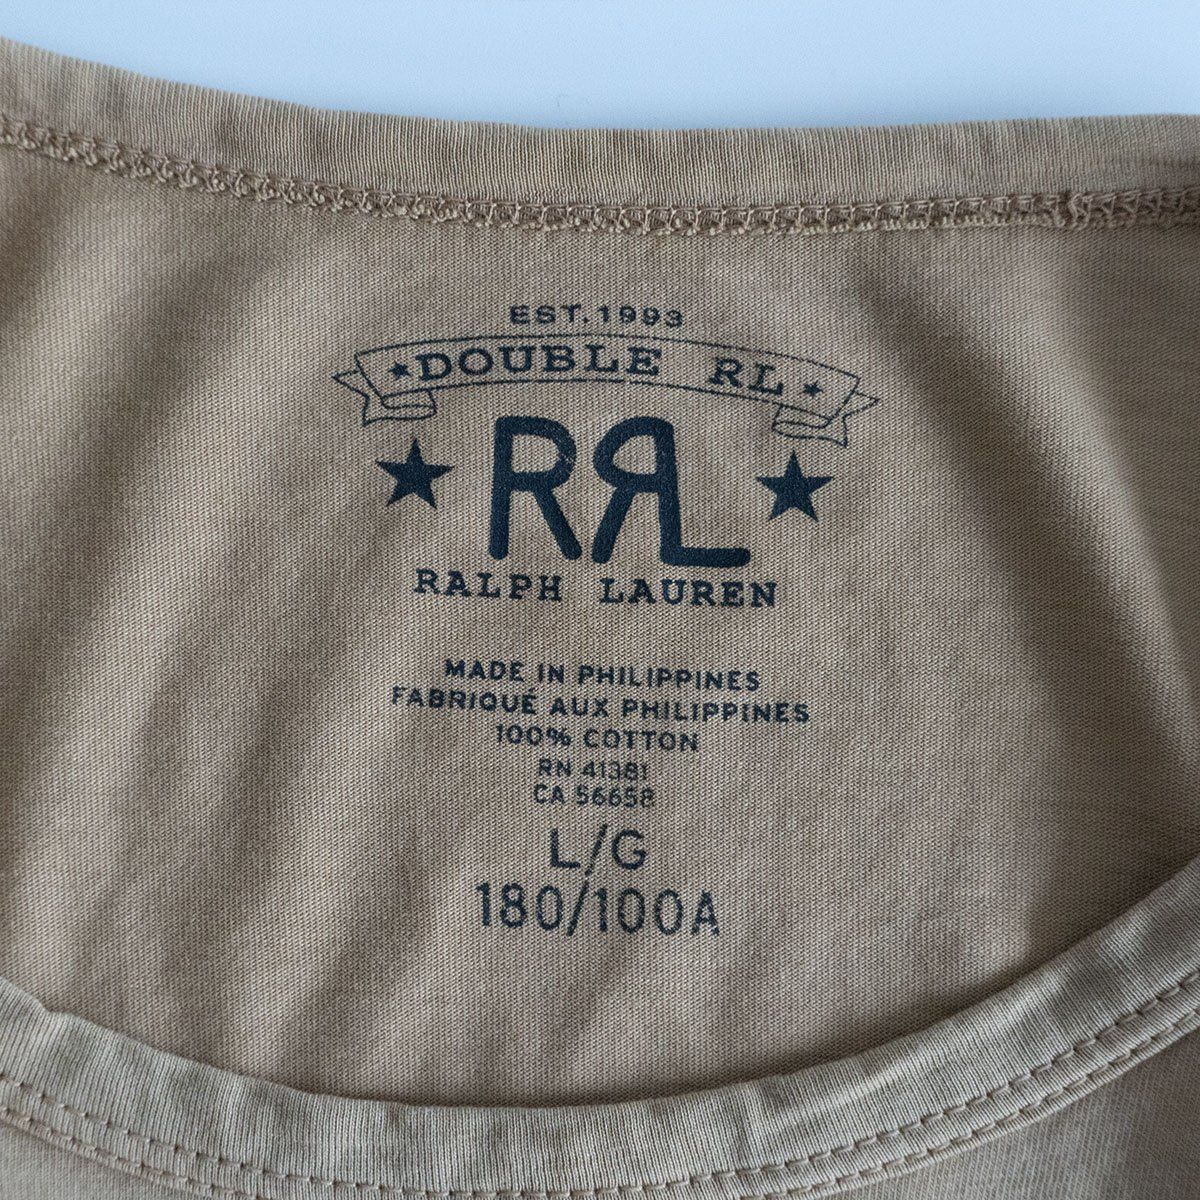 EST.1993
★DOUBLE RL★
RRL
RALPH LAUREN
MADE IN PHILIPPINES
FABRIQUÉ AUX PHILIPPINES
100% COTTON
RN 41381
CA 56658
L/G
180/100A